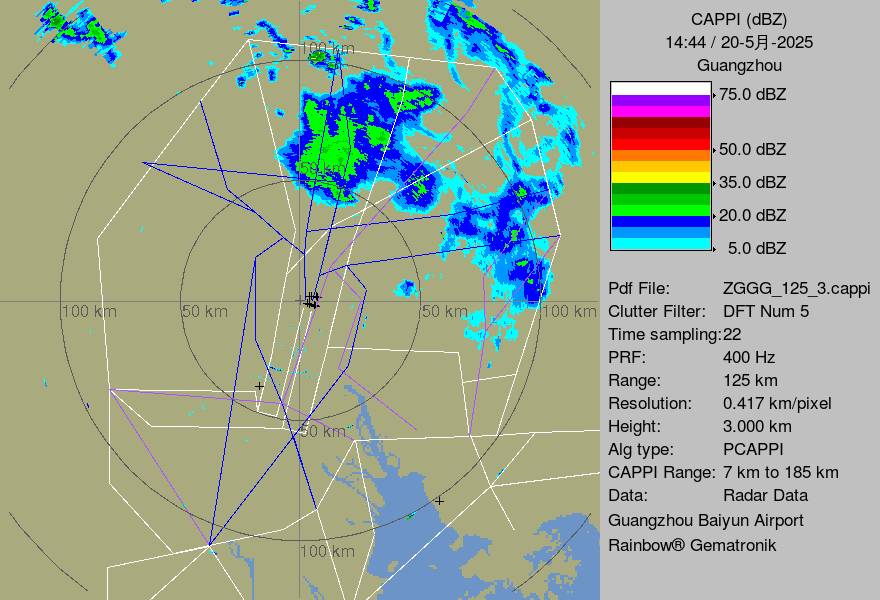 CAPPI (dBZ)
14:44 / 20-5月-2025
Guangzhou
75.0 dBZ
50.0 dBZ
35.0 dBZ
20.0 dBZ
5.0 dBZ
Pdf File: ZGGG_125_3.cappi
Clutter Filter: DFT Num 5
Time sampling:22
PRF: 400 Hz
Range: 125 km
Resolution: 0.417 km/pixel
Height: 3.000 km
Alg type: PCAPPI
CAPPI Range: 7 km to 185 km
Data: Radar Data
Guangzhou Baiyun Airport
Rainbow® Gematronik
100 km
50 km
100 km
50 km
50 km
100 km
50 km
100 km